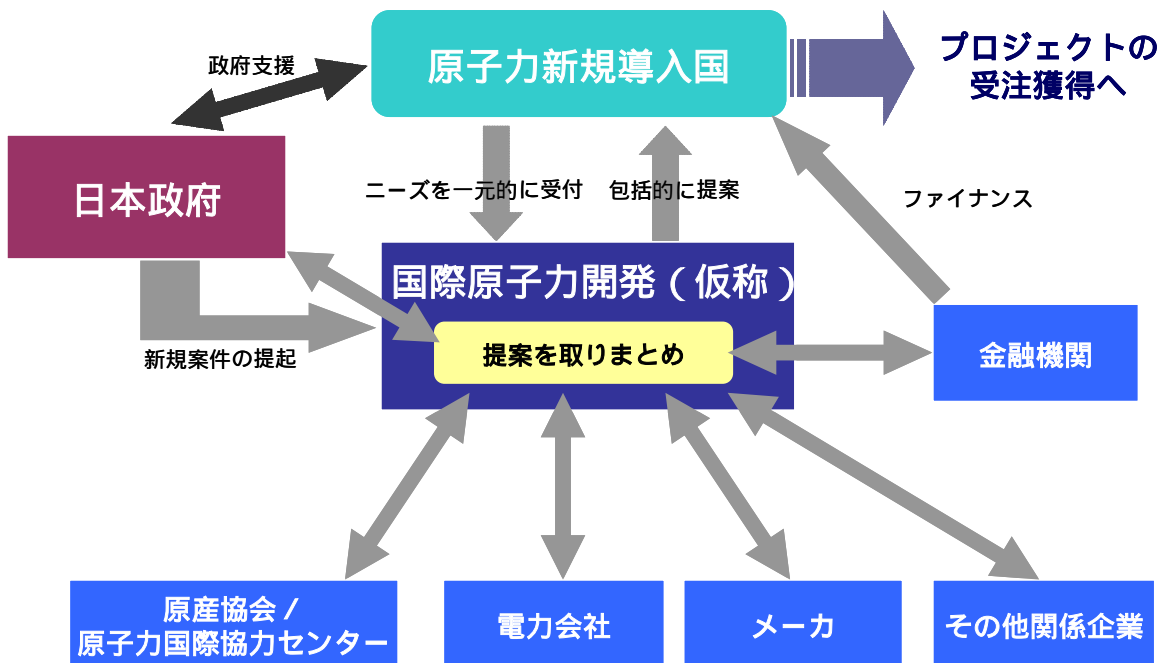 原子力新規導入国
プロジェクトの
受注獲得へ
政府支援
日本政府
ニーズを一元的に受付
包括的に提案
ファイナンス
国際原子力開発（仮称）
提案を取りまとめ
新規案件の提起
金融機関
原産協会／
原子力国際協力センター
電力会社
メーカ
その他関係企業